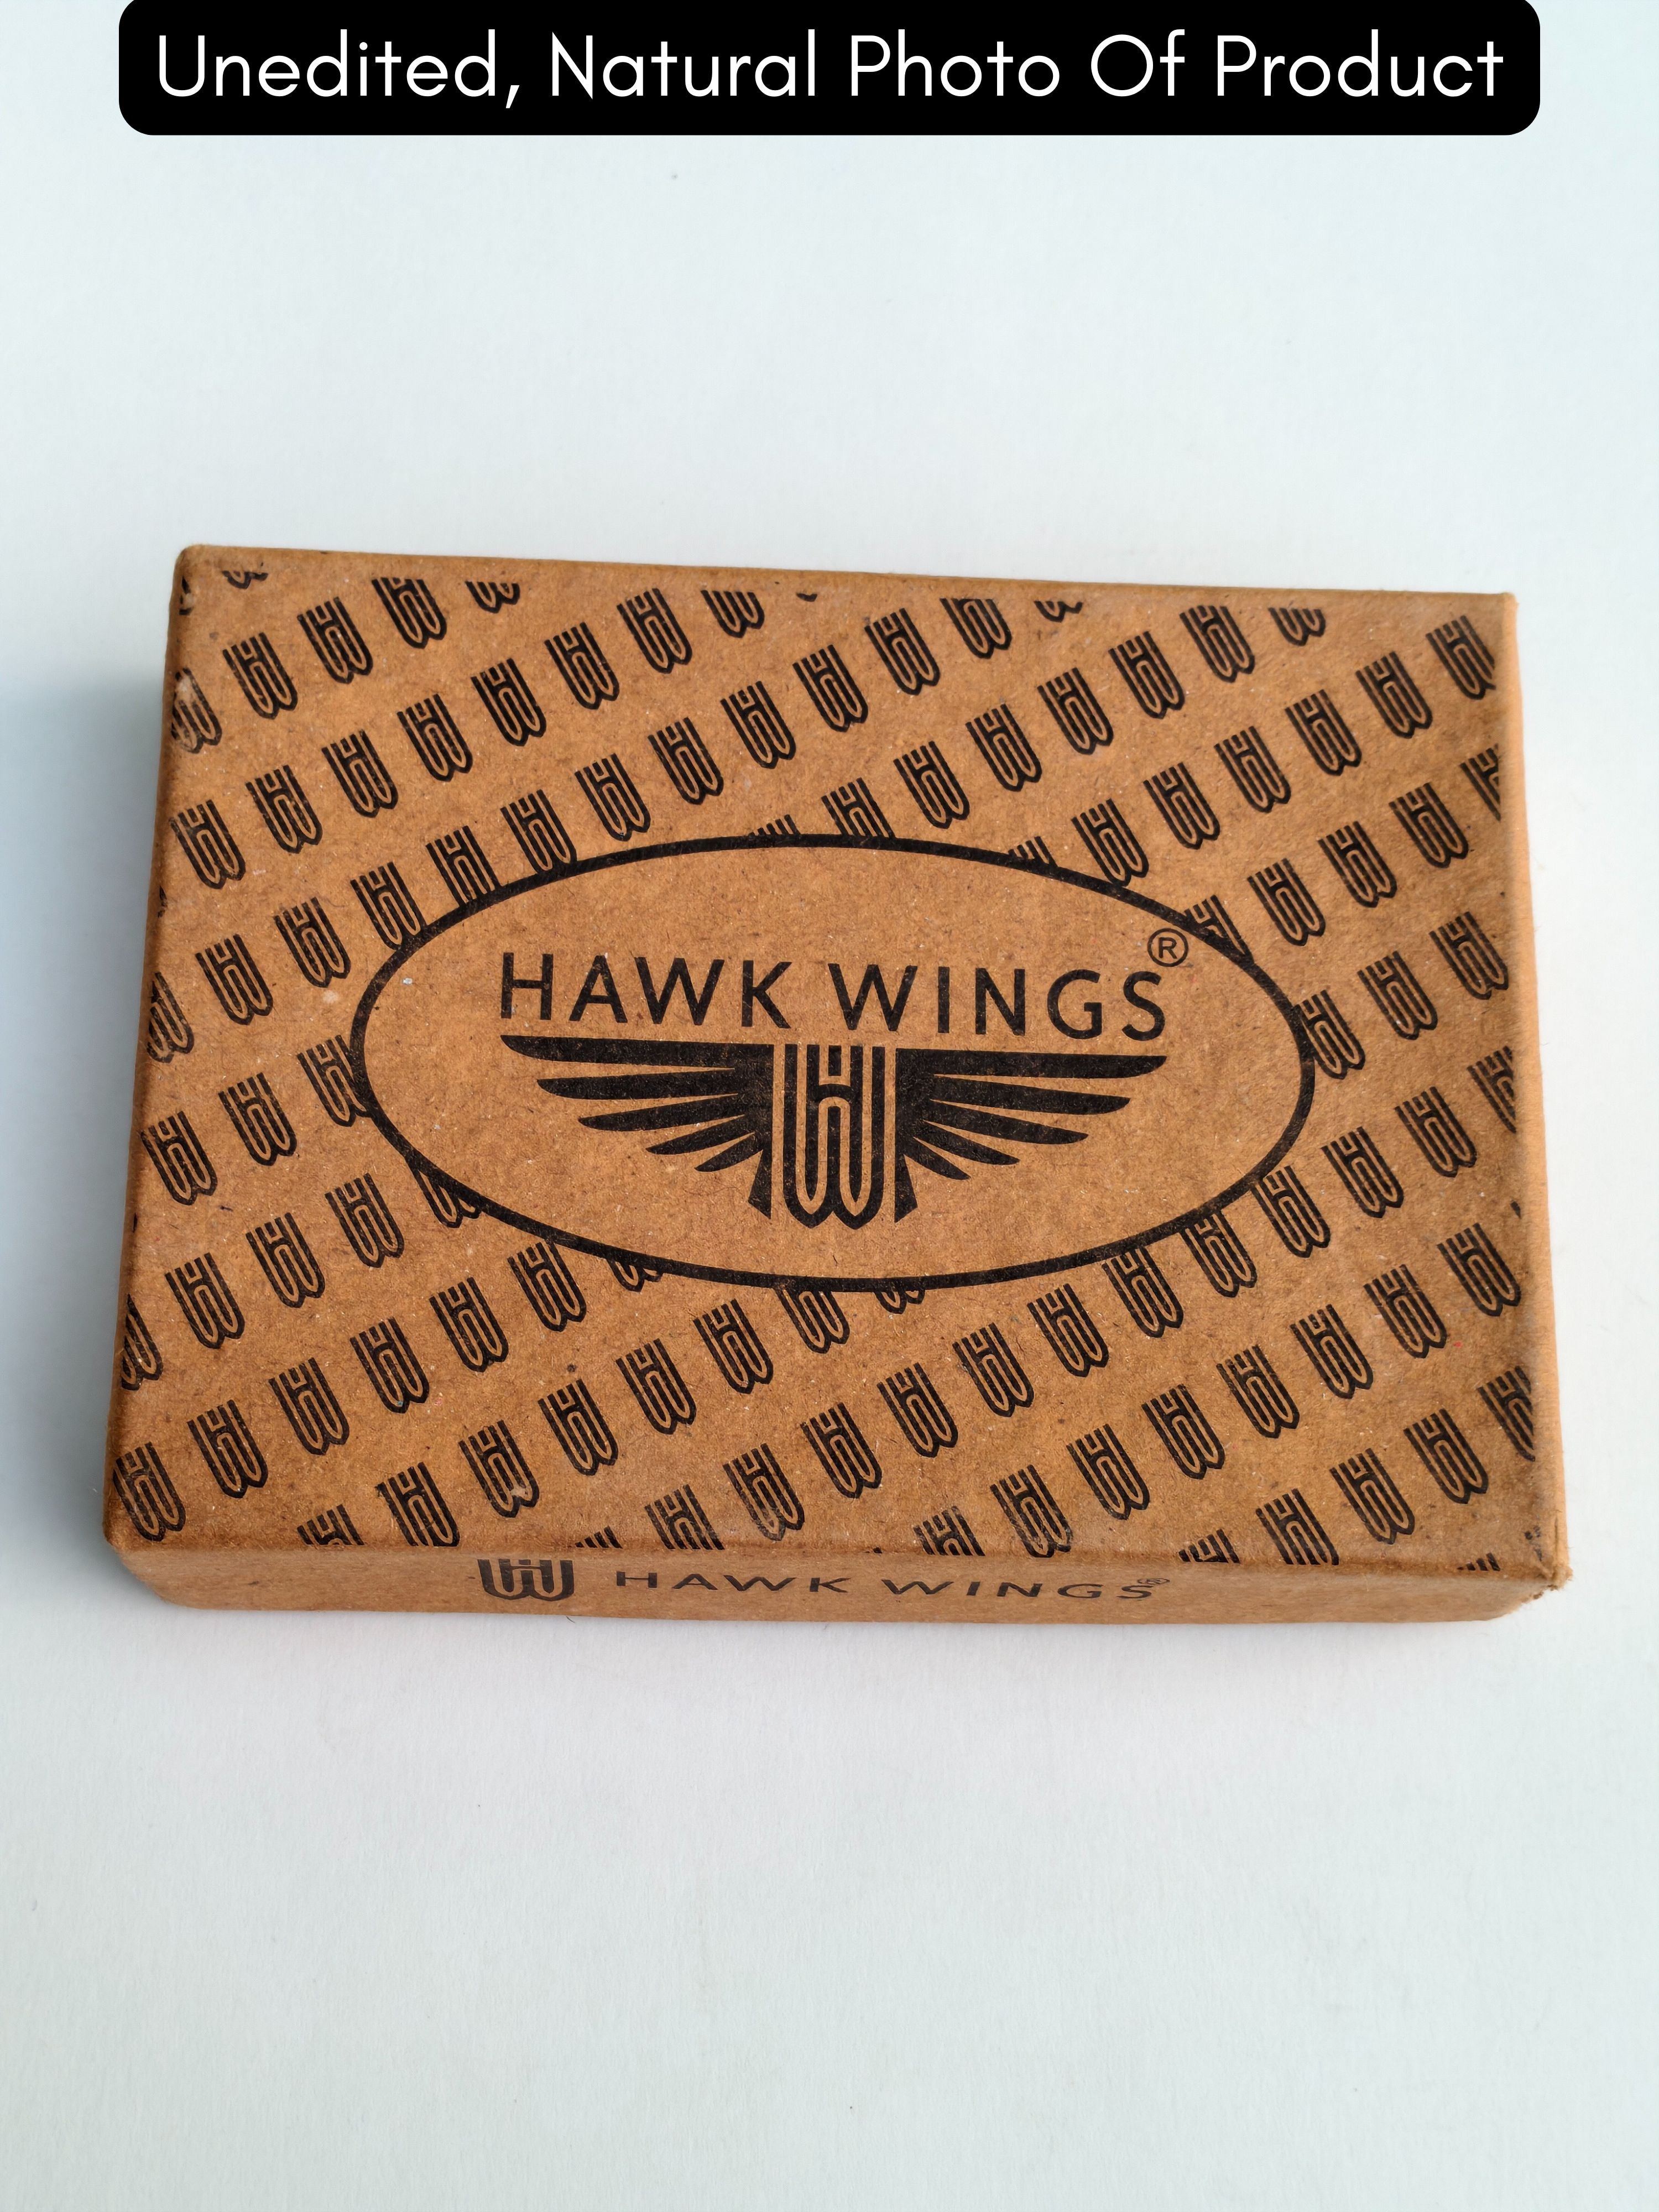 Unedited, Natural Photo Of Product
HAWK WINGS®
HAWK WINGS®